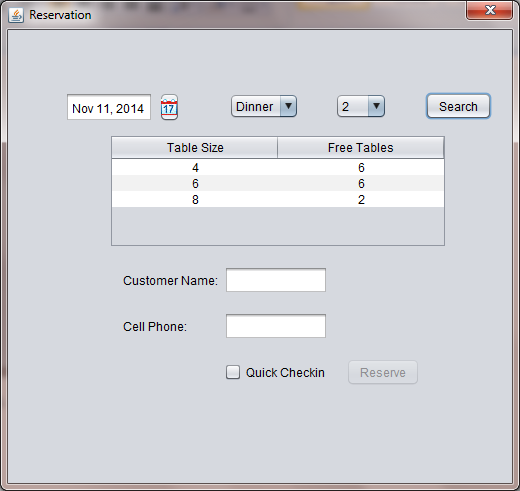 Reservation
Nov 11, 2014 17 Dinner 2 Search
Table Size Free Tables
4 6
6 6
8 2
Customer Name:
Cell Phone:
Quick Checkin Reserve